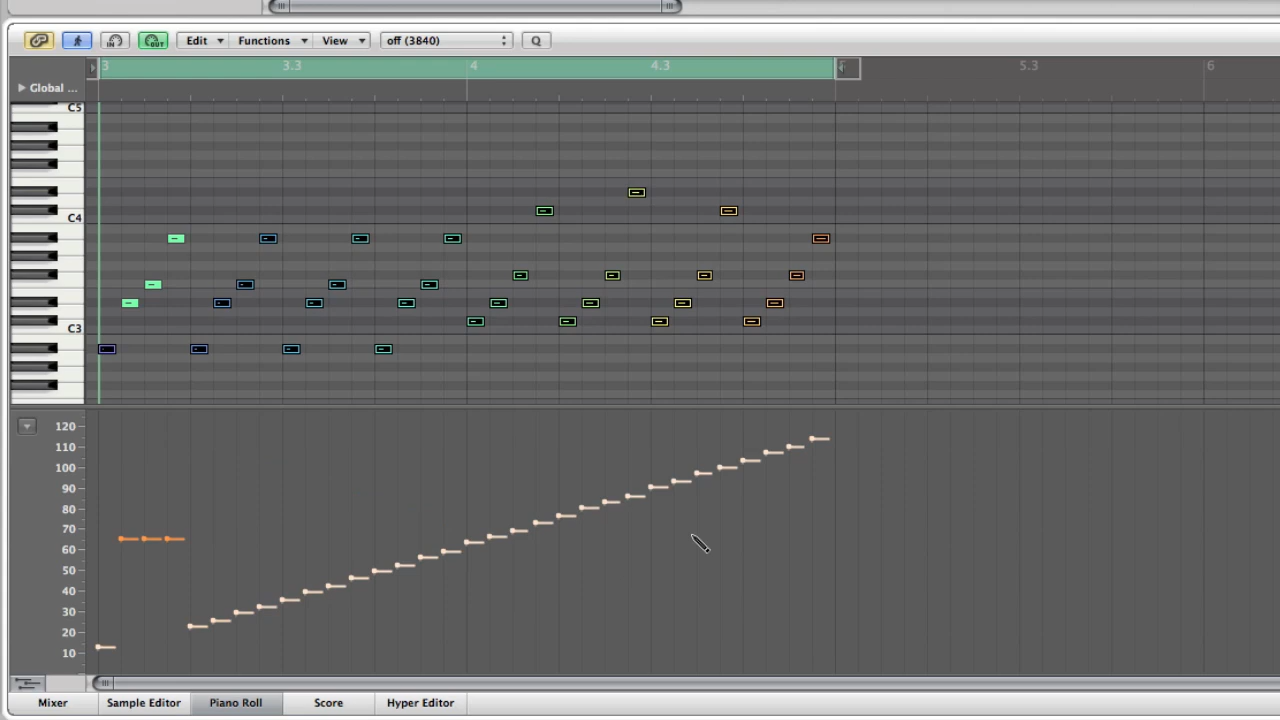 IN OUT Edit Functions View off (3840) Q
3 3.3 4 4.3 5.3 6
Global ...
C5
C4
C3
120
110
100
90
80
70
60
50
40
30
20
10
Mixer Sample Editor Piano Roll Score Hyper Editor